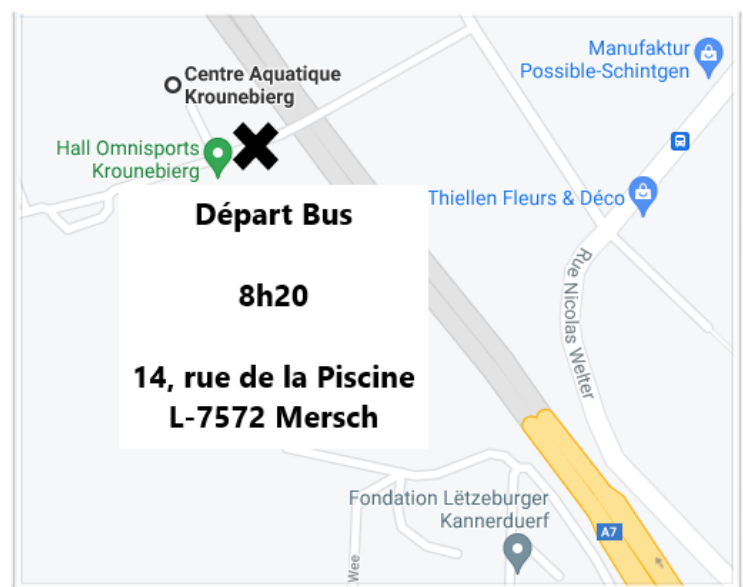 Manufaktur
Possible-Schintgen
Centre Aquatique
Krounebierg
Hall Omnisports
Krounebierg
Thiellen Fleurs & Déco
Départ Bus
8h20
14, rue de la Piscine
L-7572 Mersch
Rue Nicolas Welter
Fondation Lëtzeburger
Kannerduerf
A7
Wee